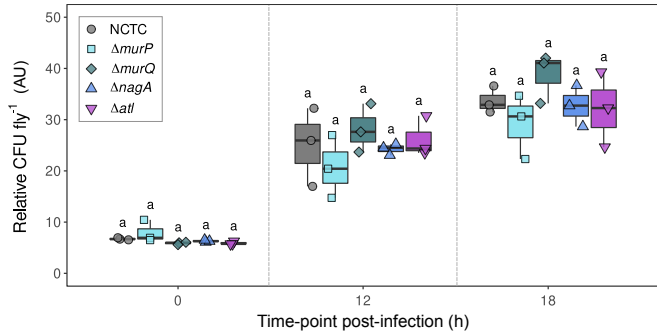 50
40
30
20
10
0
Relative CFU fly⁻¹ (AU)
NCTC
ΔmurP
ΔmurQ
ΔnagA
Δatl
a a a a a
a a a a a
a a a a a
0 12 18
Time-point post-infection (h)